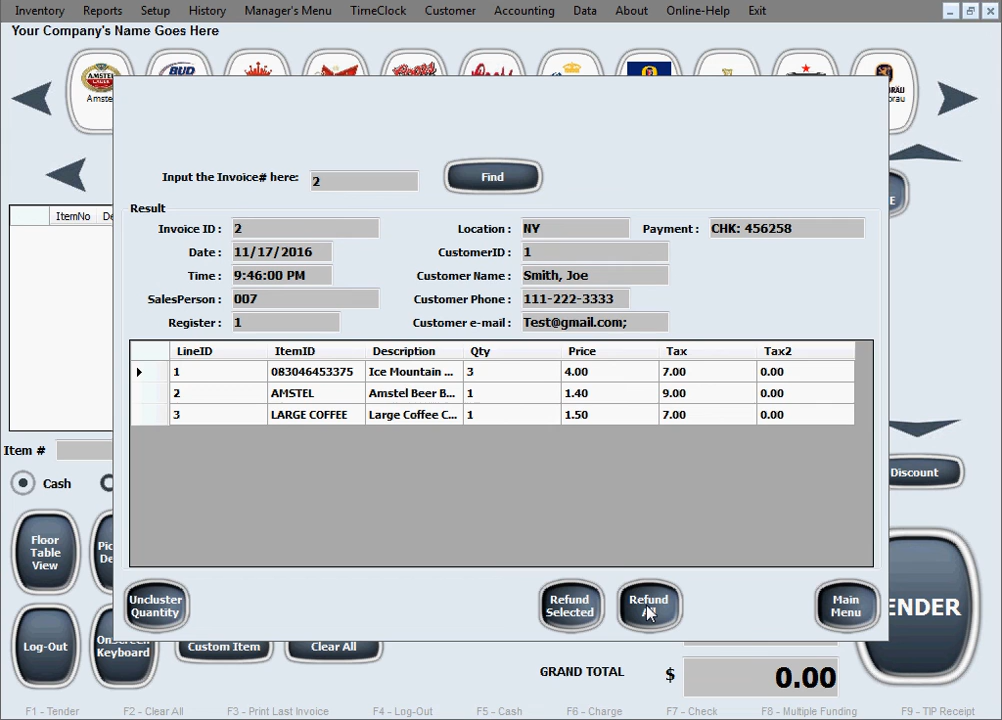 Inventory Reports Setup History Manager's Menu TimeClock Customer Accounting Data About Online-Help Exit
Your Company's Name Goes Here
AMSTEL
BUD
Amste
BRÄU
rau
Input the Invoice# here: 2 Find
E
Result
ItemNo De
Invoice ID : 2 Location : NY Payment : CHK: 456258
Date : 11/17/2016 CustomerID : 1
Time : 9:46:00 PM Customer Name : Smith, Joe
SalesPerson : 007 Customer Phone : 111-222-3333
Register : 1 Customer e-mail : Test@gmail.com;
LineID ItemID Description Qty Price Tax Tax2
1 083046453375 Ice Mountain ... 3 4.00 7.00 0.00
2 AMSTEL Amstel Beer B... 1 1.40 9.00 0.00
3 LARGE COFFEE Large Coffee C... 1 1.50 7.00 0.00
Item #
Cash
Discount
Floor
Table
View
Pic
De
Uncluster
Quantity
Refund
Selected
Refund
All
Main
Menu
ENDER
Log-Out
OnScreen
Keyboard
Custom Item
Clear All
GRAND TOTAL $ 0.00
F1 - Tender F2 - Clear All F3 - Print Last Invoice F4 - Log-Out F5 - Cash F6 - Charge F7 - Check F8 - Multiple Funding F9 - TIP Receipt